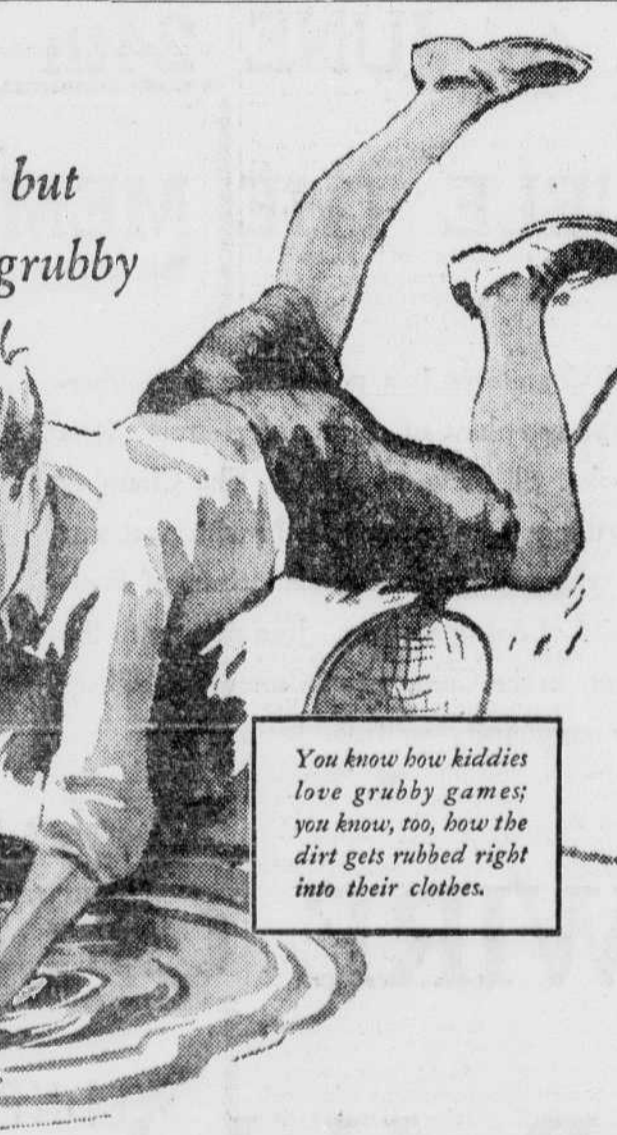 but
grubby
You know how kiddies
love grubby games;
you know, too, how the
dirt gets rubbed right
into their clothes.